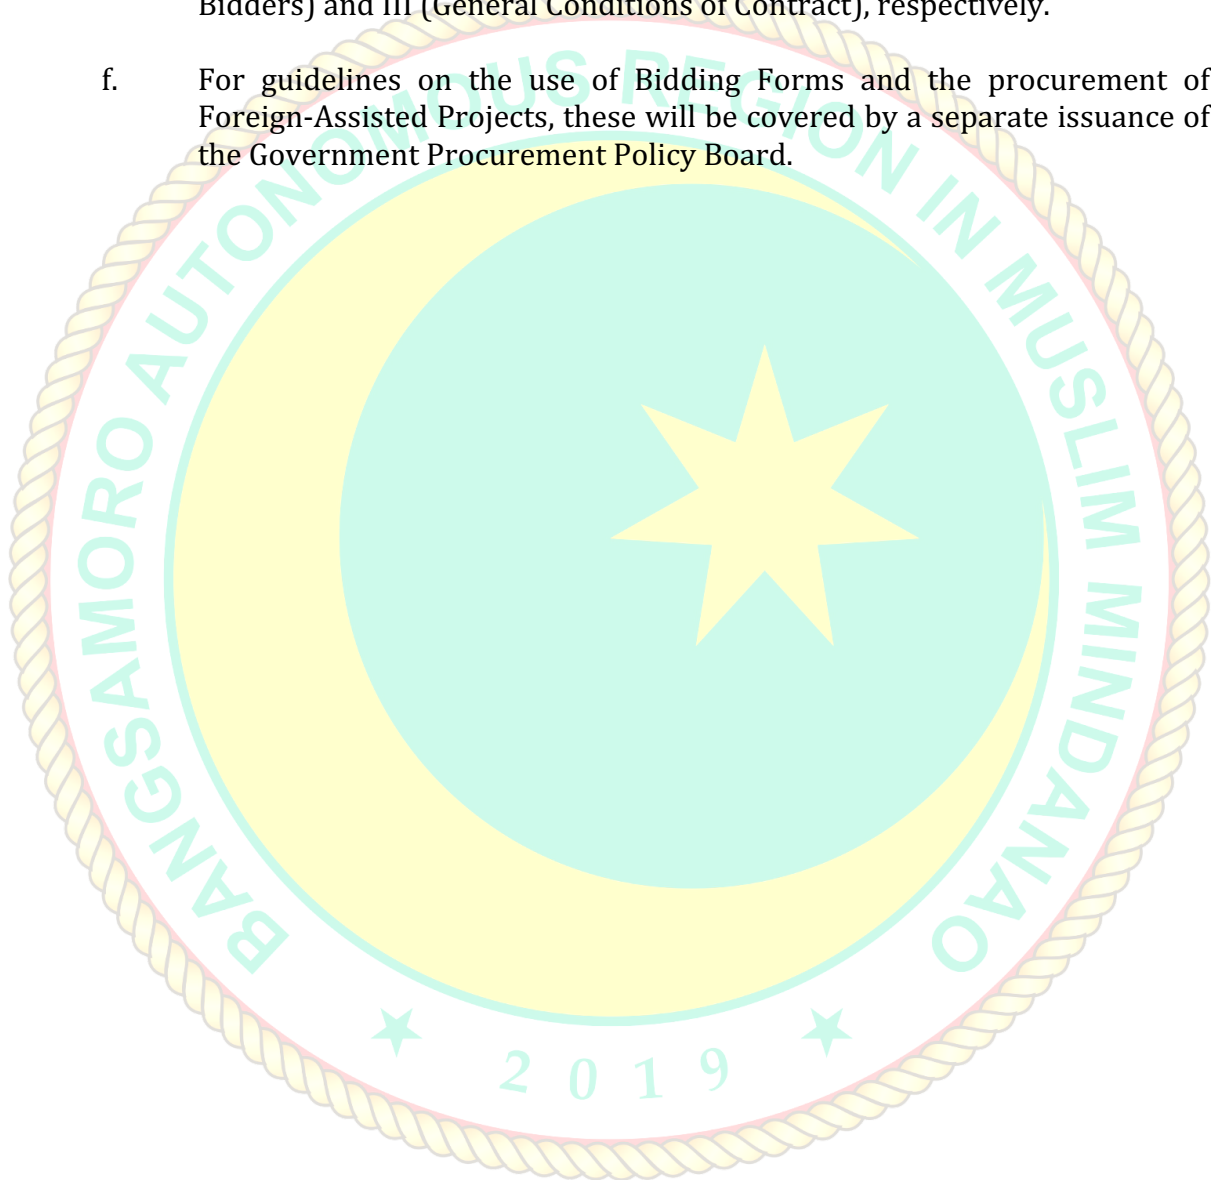 Bidders) and III (General Conditions of Contract), respectively.
f. For guidelines on the use of Bidding Forms and the procurement of
Foreign-Assisted Projects, these will be covered by a separate issuance of
the Government Procurement Policy Board.
BANGSAMORO AUTONOMOUS REGION IN MUSLIM MINDANAO
2019